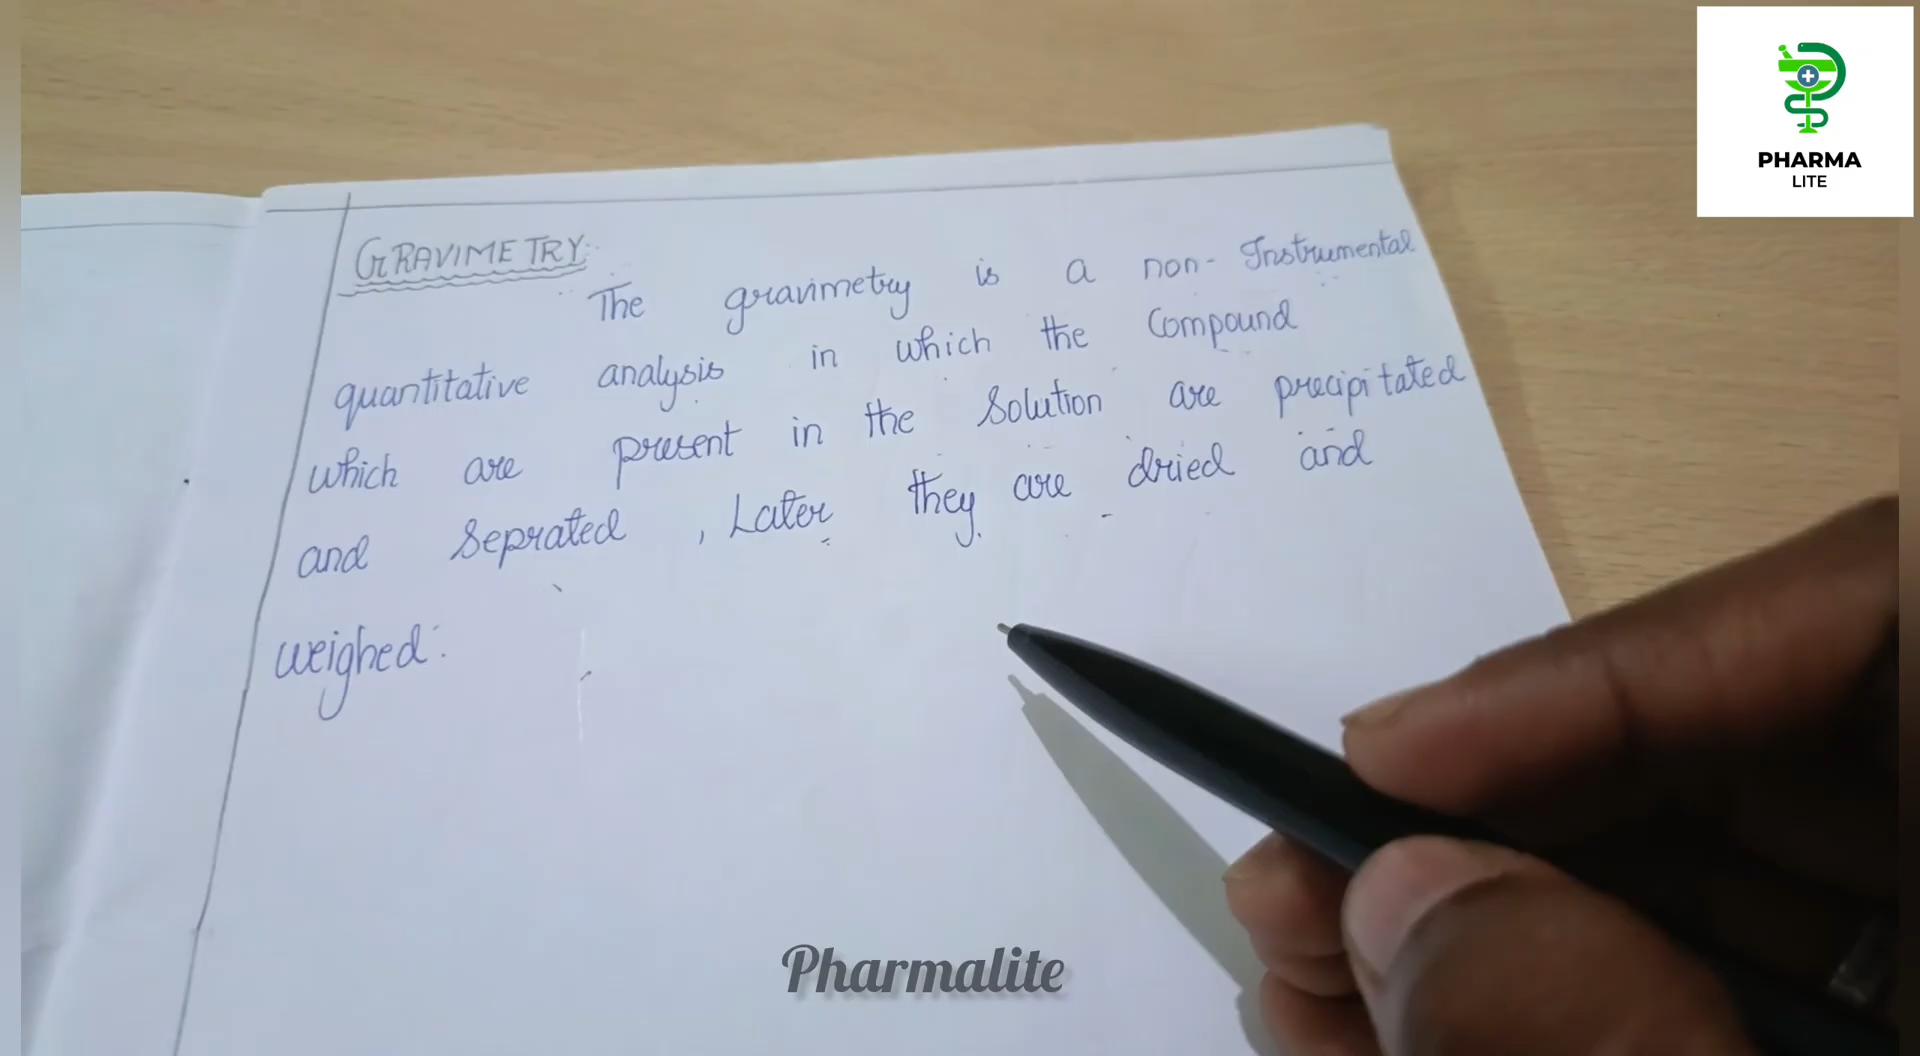 PHARMA
LITE
GRAVIMETRY:
The gravimetry is a non-Instrumental
quantitative analysis in which the Compound
which are present in the Solution are precipitated
and Seprated , Later they are dried and
weighed:
Pharmalite